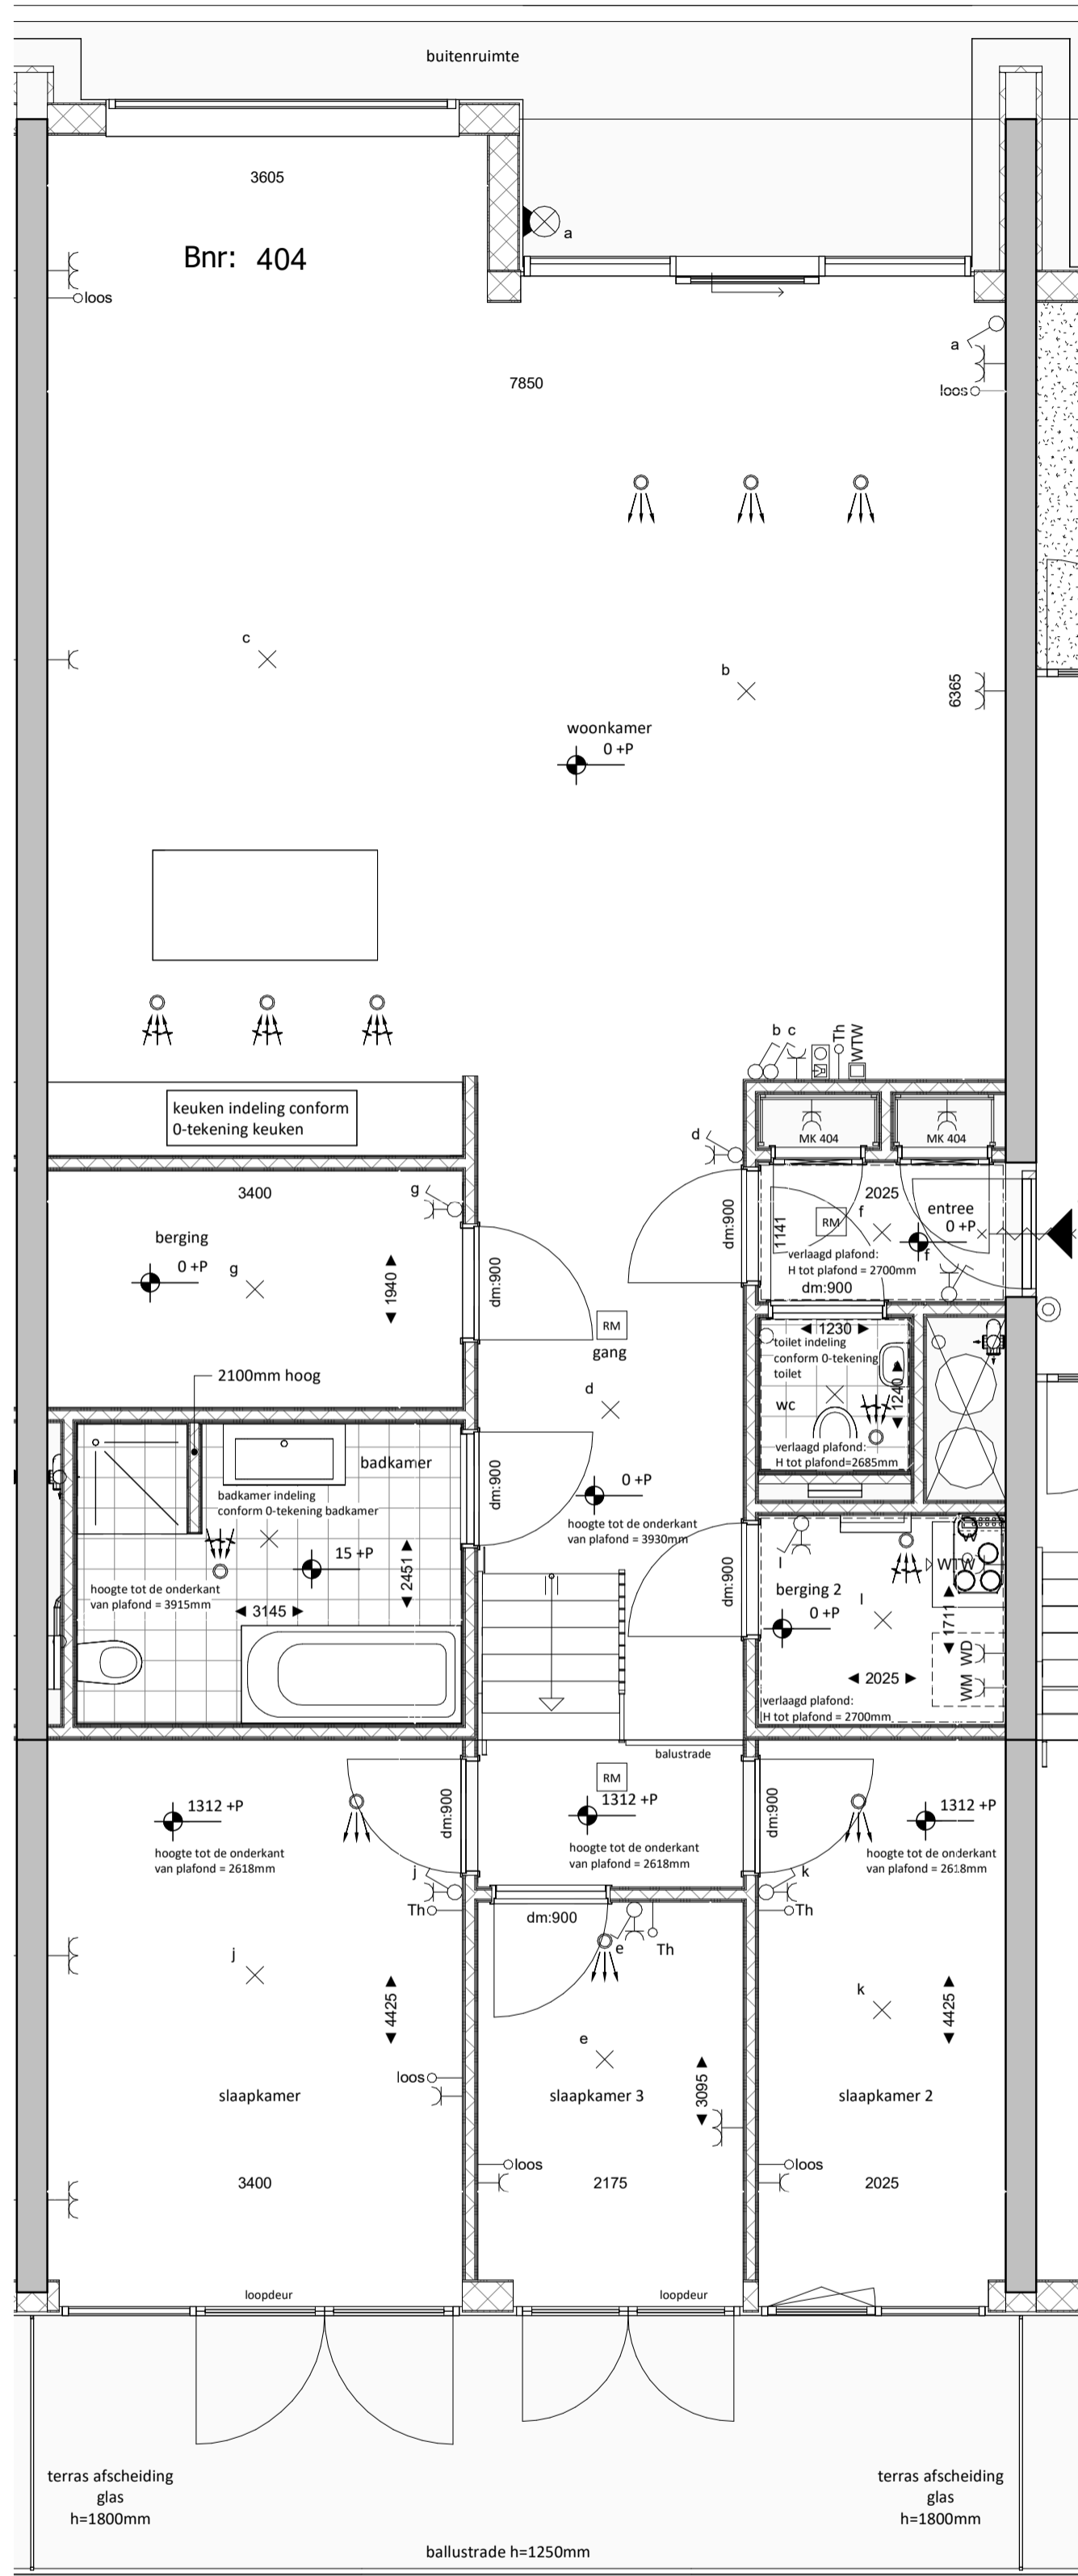 buitenruimte
3605
Bnr: 404
a
loos
a
7850
loos
c
b
6365
woonkamer
0 +P
b c
Th
WTW
keuken indeling conform
0-tekening keuken
MK 404
MK 404
d
3400
g
berging
0 +P
g
1940
dm:900
dm:900
2025
RM
f
entree
0 +P
1141
f
verlaagd plafond:
H tot plafond = 2700mm
dm:900
RM
gang
1230
toilet indeling
conform 0-tekening
toilet
1240
2100mm hoog
d
wc
badkamer
verlaagd plafond:
H tot plafond=2685mm
dm:900
0 +P
badkamer indeling
conform 0-tekening badkamer
hoogte tot de onderkant
van plafond = 3930mm
15 +P
2451
l
WTW
hoogte tot de onderkant
van plafond = 3915mm
dm:900
berging 2
0 +P
l
3145
1711
WD
2025
WM
verlaagd plafond:
H tot plafond = 2700mm
balustrade
RM
1312 +P
1312 +P
1312 +P
dm:900
dm:900
hoogte tot de onderkant
van plafond = 2618mm
hoogte tot de onderkant
van plafond = 2618mm
hoogte tot de onderkant
van plafond = 2618mm
j
k
Th
dm:900
Th
e
Th
j
4425
k
4425
e
loos
3095
slaapkamer
slaapkamer 3
slaapkamer 2
loos
loos
3400
2175
2025
loopdeur
loopdeur
terras afscheiding
glas
h=1800mm
terras afscheiding
glas
h=1800mm
ballustrade h=1250mm